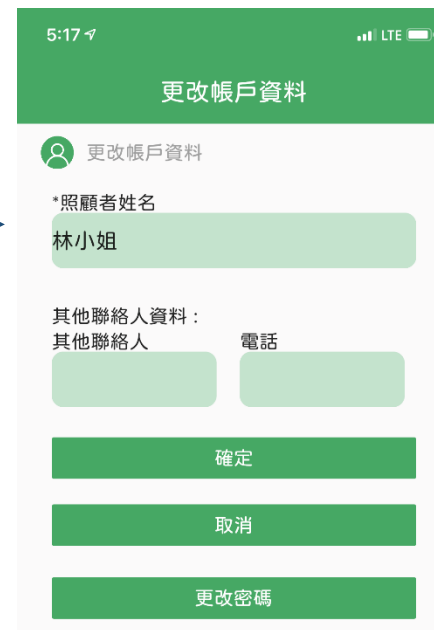 5:17 LTE
更改帳戶資料
更改帳戶資料
*照顧者姓名
林小姐
其他聯絡人資料：
其他聯絡人 電話
確定
取消
更改密碼